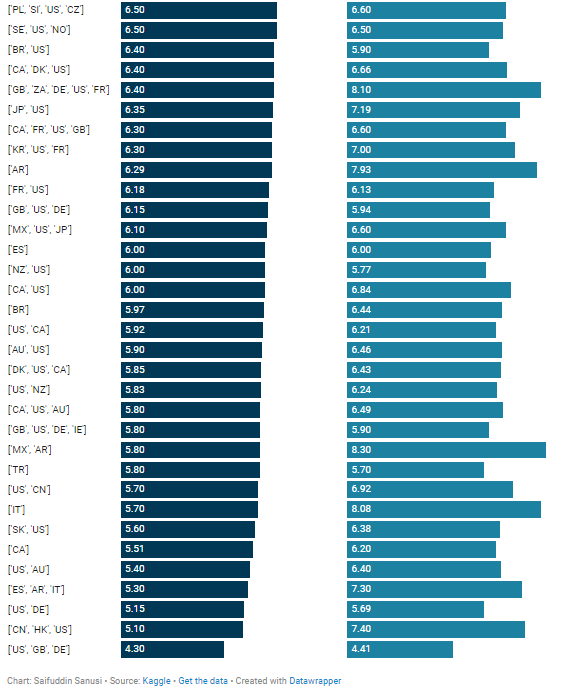 ['PL', 'SI', 'US', 'CZ'] 6.50 6.60
['SE', 'US', 'NO'] 6.50 6.50
['BR', 'US'] 6.40 5.90
['CA', 'DK', 'US'] 6.40 6.66
['GB', 'ZA', 'DE', 'US', 'FR'] 6.40 8.10
['JP', 'US'] 6.35 7.19
['CA', 'FR', 'US', 'GB'] 6.30 6.60
['KR', 'US', 'FR'] 6.30 7.00
['AR'] 6.29 7.93
['FR', 'US'] 6.18 6.13
['GB', 'US', 'DE'] 6.15 5.94
['MX', 'US', 'JP'] 6.10 6.60
['ES'] 6.00 6.00
['NZ', 'US'] 6.00 5.77
['CA', 'US'] 6.00 6.84
['BR'] 5.97 6.44
['US', 'CA'] 5.92 6.21
['AU', 'US'] 5.90 6.46
['DK', 'US', 'CA'] 5.85 6.43
['US', 'NZ'] 5.83 6.24
['CA', 'US', 'AU'] 5.80 6.49
['GB', 'US', 'DE', 'IE'] 5.80 5.90
['MX', 'AR'] 5.80 8.30
['TR'] 5.80 5.70
['US', 'CN'] 5.70 6.92
['IT'] 5.70 8.08
['SK', 'US'] 5.60 6.38
['CA'] 5.51 6.20
['US', 'AU'] 5.40 6.40
['ES', 'AR', 'IT'] 5.30 7.30
['US', 'DE'] 5.15 5.69
['CN', 'HK', 'US'] 5.10 7.40
['US', 'GB', 'DE'] 4.30 4.41
Chart: Saifuddin Sanusi • Source: Kaggle • Get the data • Created with Datawrapper